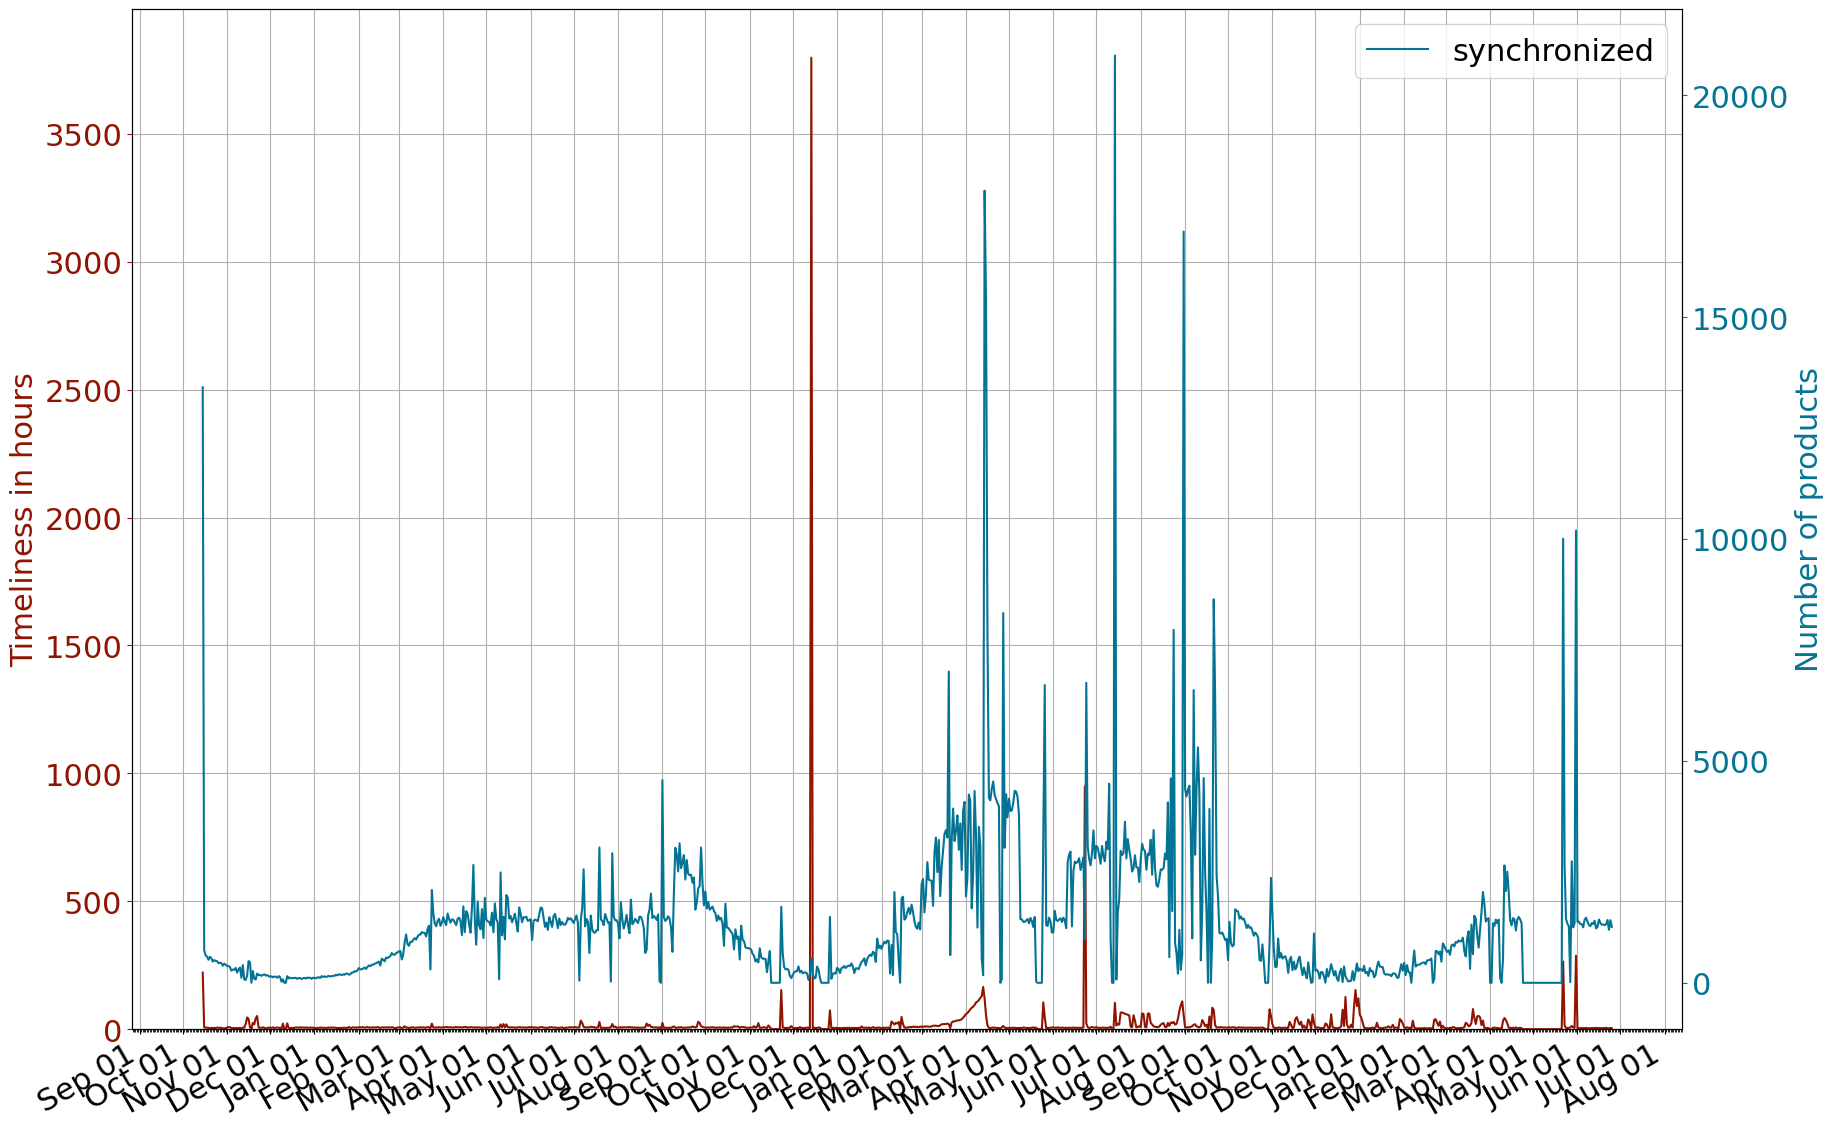 synchronized
Timeliness in hours
3500
3000
2500
2000
1500
1000
500
0
Number of products
20000
15000
10000
5000
0
Sep 01
Oct 01
Nov 01
Dec 01
Jan 01
Feb 01
Mar 01
Apr 01
May 01
Jun 01
Jul 01
Aug 01
Sep 01
Oct 01
Nov 01
Dec 01
Jan 01
Feb 01
Mar 01
Apr 01
May 01
Jun 01
Jul 01
Aug 01
Sep 01
Oct 01
Nov 01
Dec 01
Jan 01
Feb 01
Mar 01
Apr 01
May 01
Jun 01
Jul 01
Aug 01